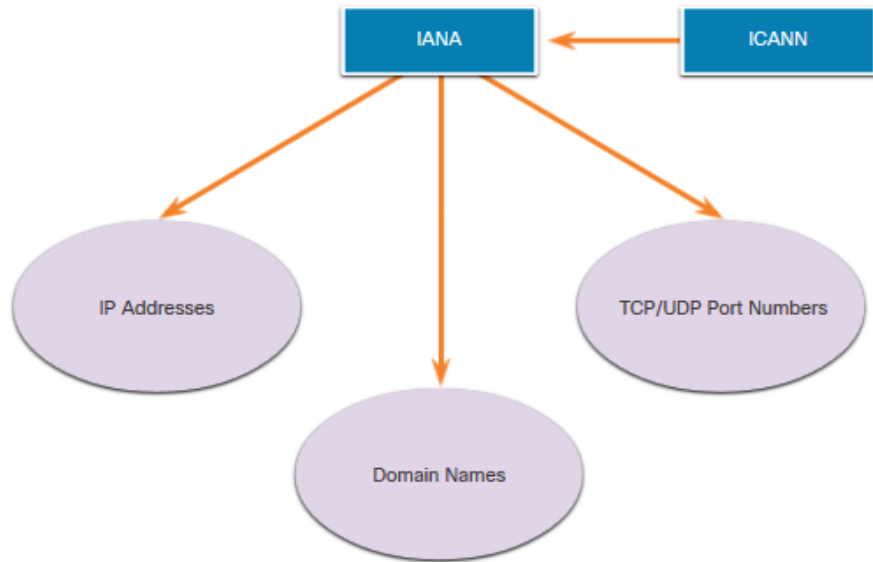 IANA
ICANN
IP Addresses
TCP/UDP Port Numbers
Domain Names